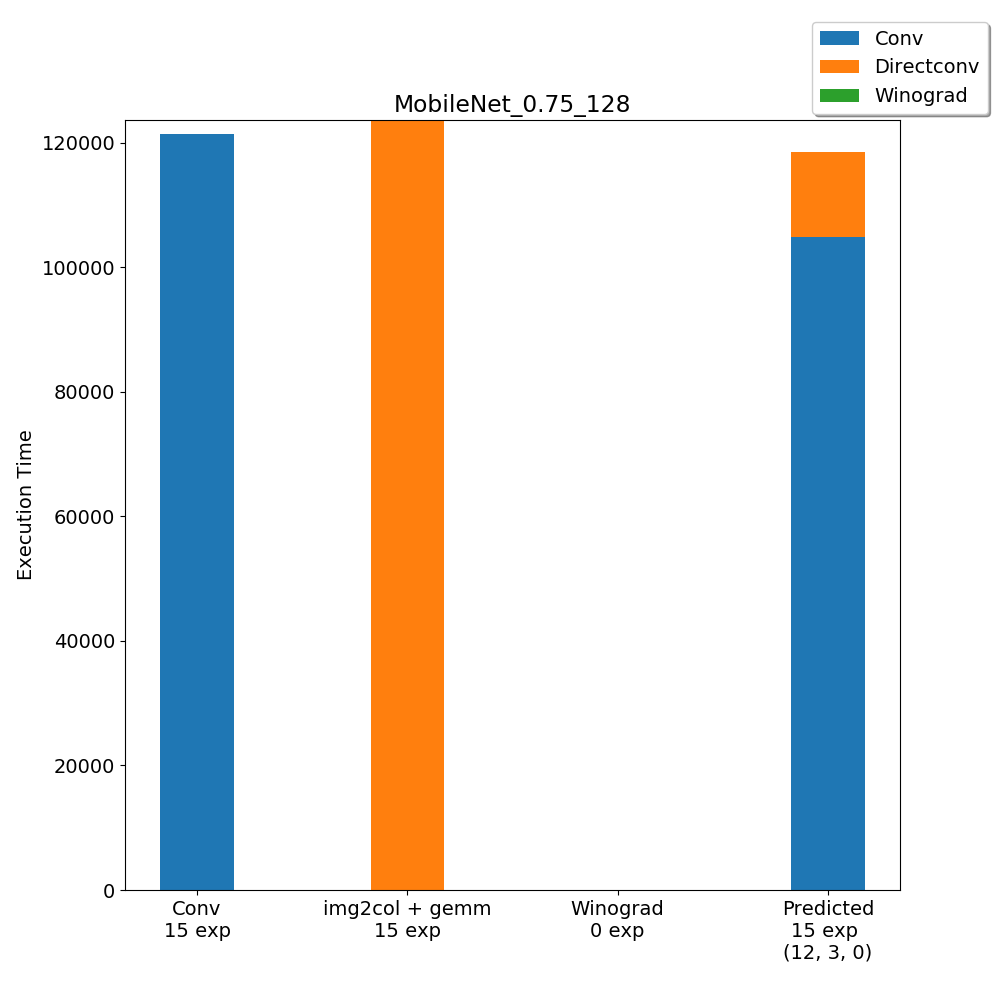 Conv
Directconv
Winograd
MobileNet_0.75_128
Execution Time
120000
100000
80000
60000
40000
20000
0
Conv
15 exp
img2col + gemm
15 exp
Winograd
0 exp
Predicted
15 exp
(12, 3, 0)